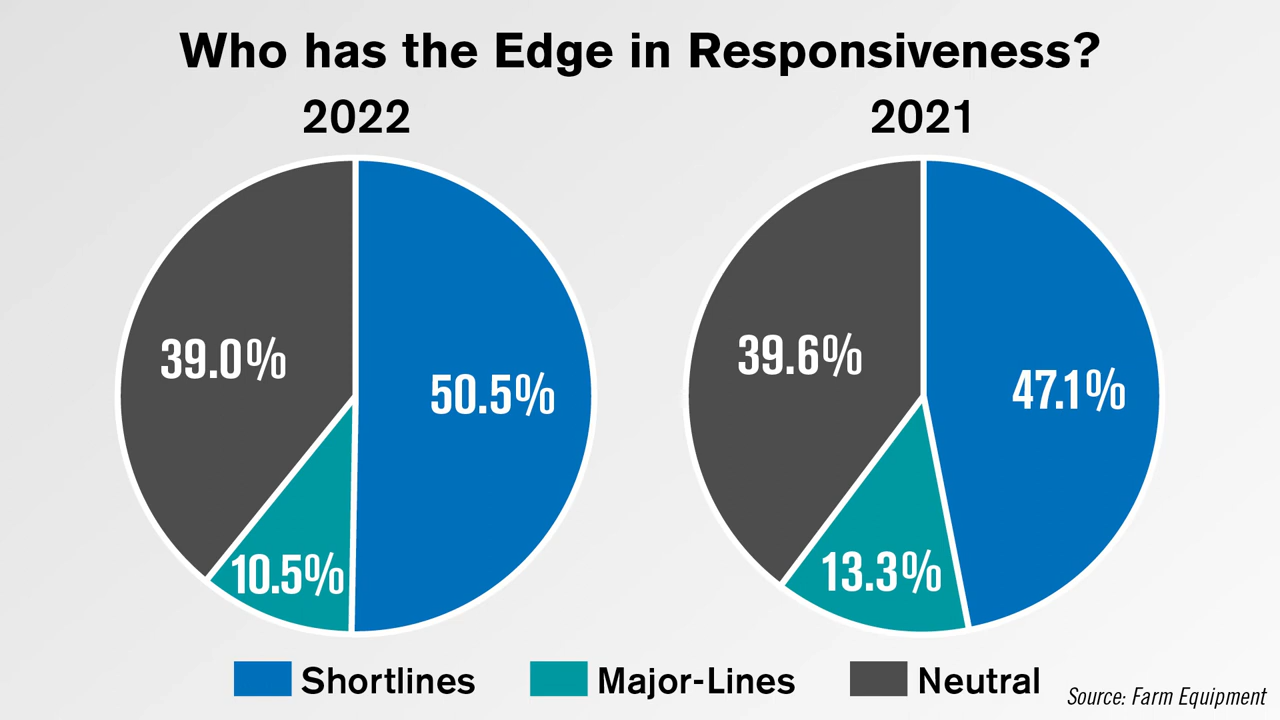 Who has the Edge in Responsiveness?
2022
2021
39.0%
50.5%
10.5%
39.6%
47.1%
13.3%
Shortlines
Major-Lines
Neutral
Source: Farm Equipment